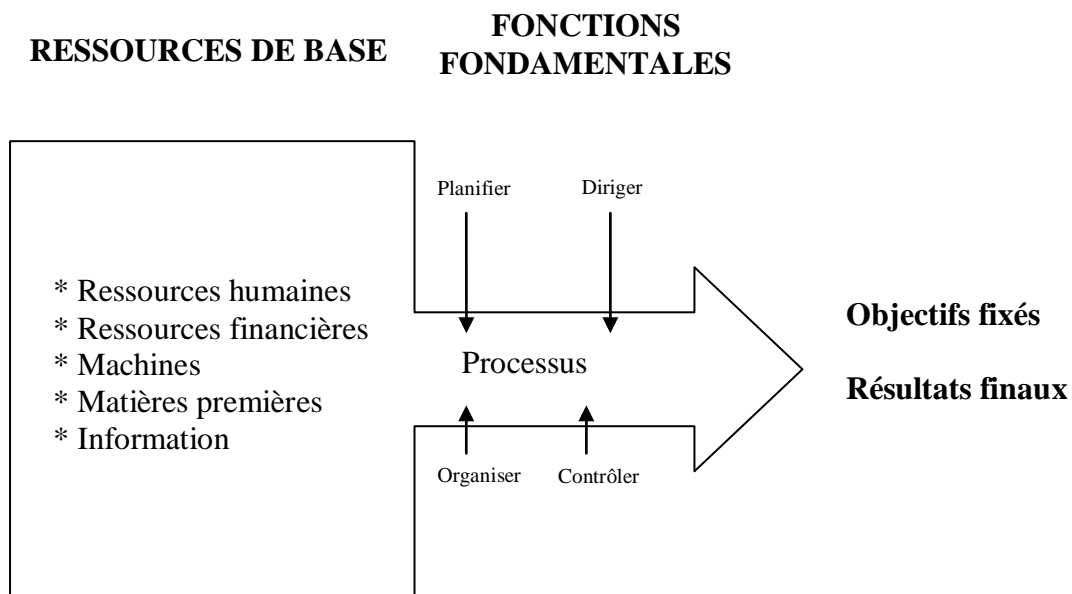 RESSOURCES DE BASE
FONCTIONS
FONDAMENTALES
Planifier
Diriger
* Ressources humaines
* Ressources financières
* Machines
* Matières premières
* Information
Processus
Organiser
Contrôler
Objectifs fixés
Résultats finaux